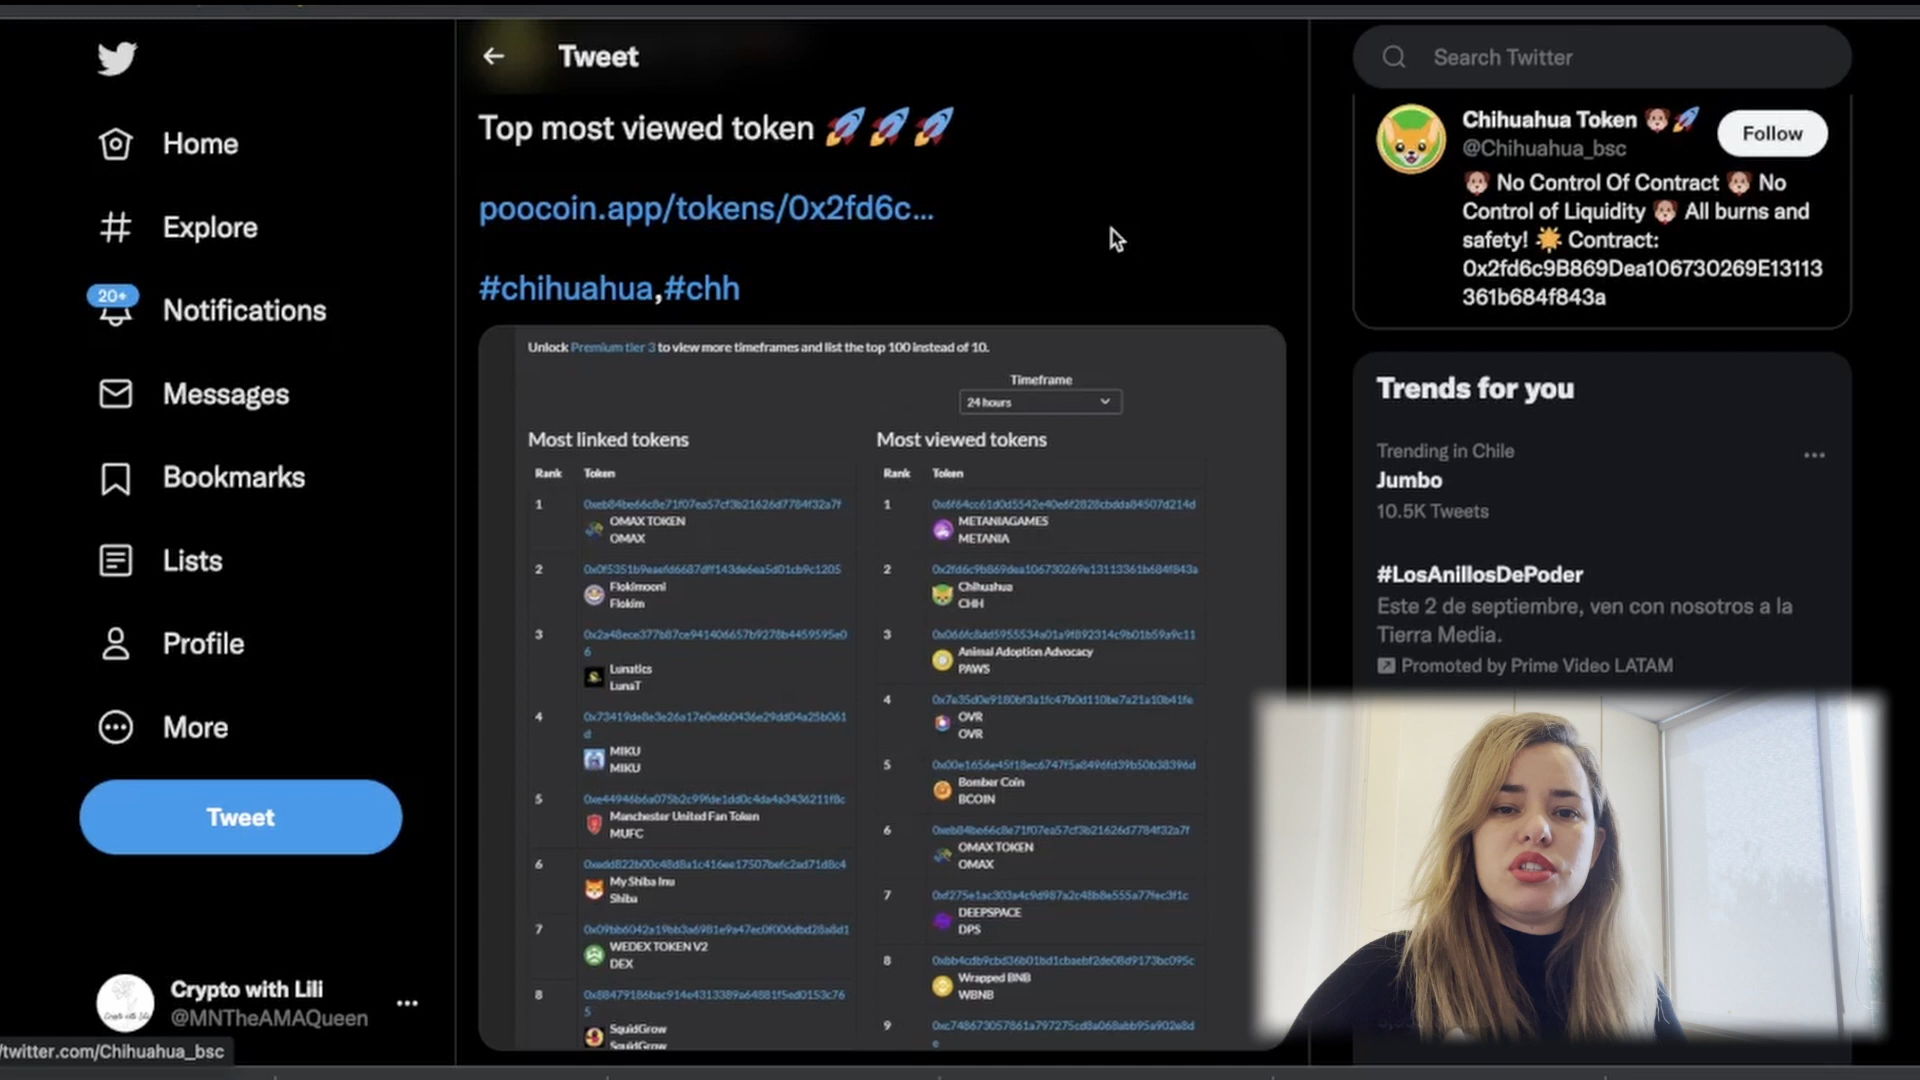 Tweet
Search Twitter
Home
Explore
20+
Notifications
Messages
Bookmarks
Lists
Profile
More
Tweet
Crypto with Lili
@MNTheAMAQueen
/twitter.com/Chihuahua_bsc
Top most viewed token 🚀🚀🚀
poocoin.app/tokens/0x2fd6c...
#chihuahua,#chh
Unlock Premium tier 3 to view more timeframes and list the top 100 instead of 10.
Timeframe
24 hours
Most linked tokens
Rank Token
1
OMAX TOKEN
OMAX
2
Flokimooni
Flokim
3
Lunatics
LunaT
4
MIKU
MIKU
5
Manchester United Fan Token
MUFC
6
My Shiba Inu
Shiba
7
WEDEX TOKEN V2
DEX
8
SquidGrow
SquidGrow
Most viewed tokens
Rank Token
1
METANIAGAMES
METANIA
2
0x2fd6c9b869dea106730269e13113361b684f843a
Chihuahua
CHH
3
Animal Adoption Advocacy
PAWS
4
OVR
OVR
5
Bomber Coin
BCOIN
6
OMAX TOKEN
OMAX
7
DEEPSPACE
DPS
8
Wrapped BNB
WBNB
9
Chihuahua Token 🐶🚀
@Chihuahua_bsc
Follow
🐶 No Control Of Contract 🐶 No
Control of Liquidity 🐶 All burns and
safety! 🌟 Contract:
0x2fd6c9B869Dea106730269E13113
361b684f843a
Trends for you
Trending in Chile
Jumbo
10.5K Tweets
#LosAnillosDePoder
Este 2 de septiembre, ven con nosotros a la
Tierra Media.
Promoted by Prime Video LATAM